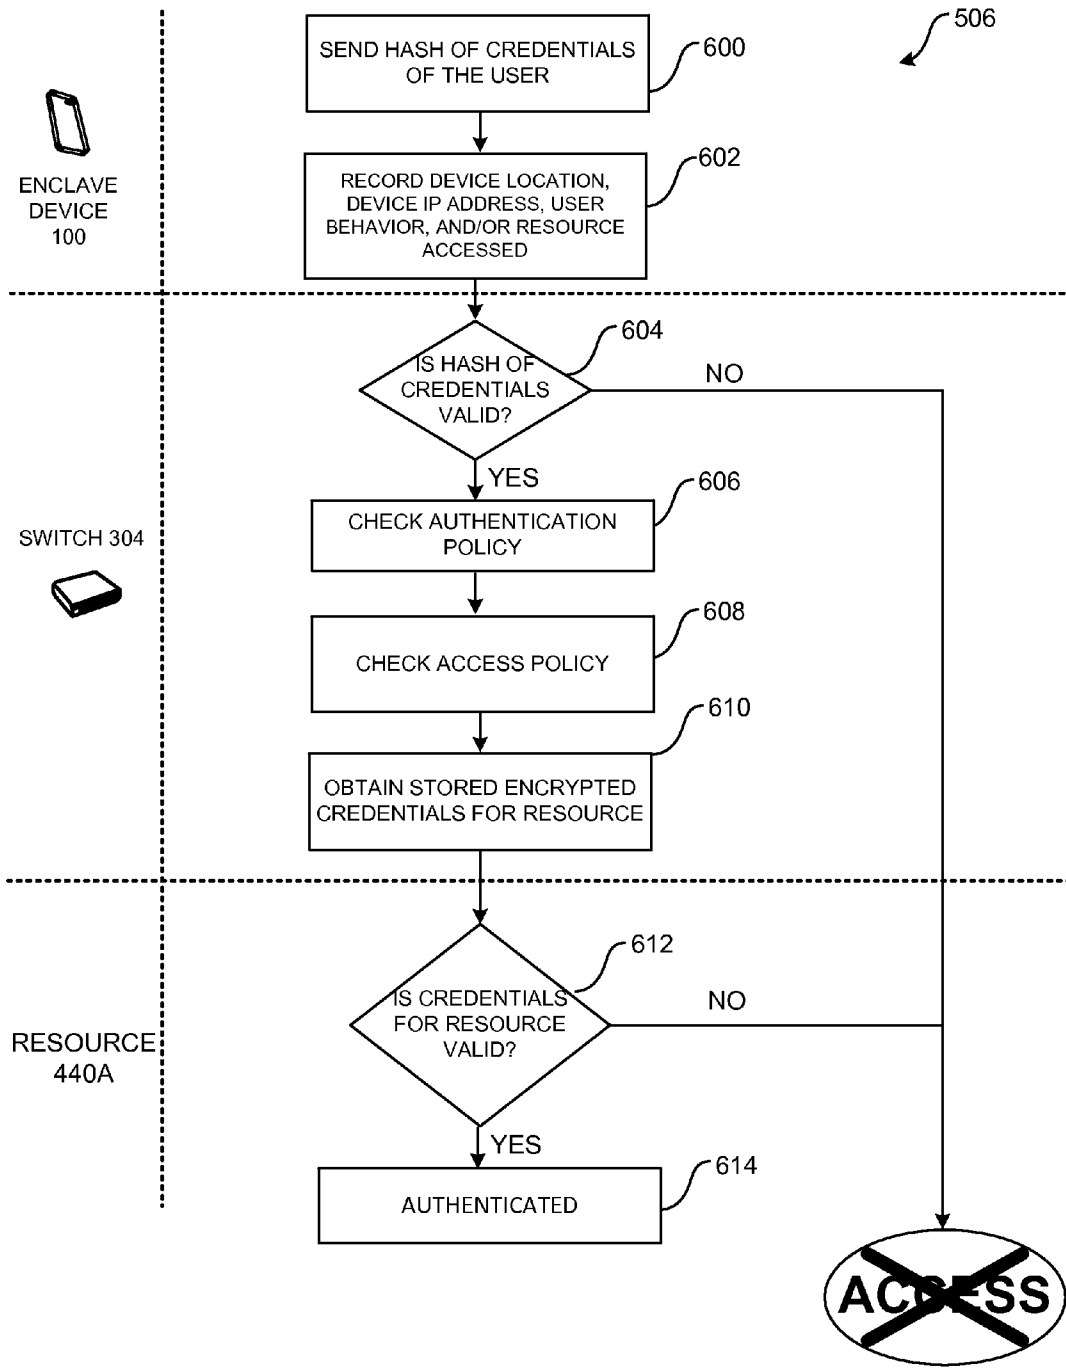 506
SEND HASH OF CREDENTIALS
OF THE USER
600
ENCLAVE
DEVICE
100
RECORD DEVICE LOCATION,
DEVICE IP ADDRESS, USER
BEHAVIOR, AND/OR RESOURCE
ACCESSED
602
IS HASH OF
CREDENTIALS
VALID?
604
NO
YES
SWITCH 304
CHECK AUTHENTICATION
POLICY
606
CHECK ACCESS POLICY
608
OBTAIN STORED ENCRYPTED
CREDENTIALS FOR RESOURCE
610
RESOURCE
440A
IS CREDENTIALS
FOR RESOURCE
VALID?
612
NO
YES
AUTHENTICATED
614
ACCESS